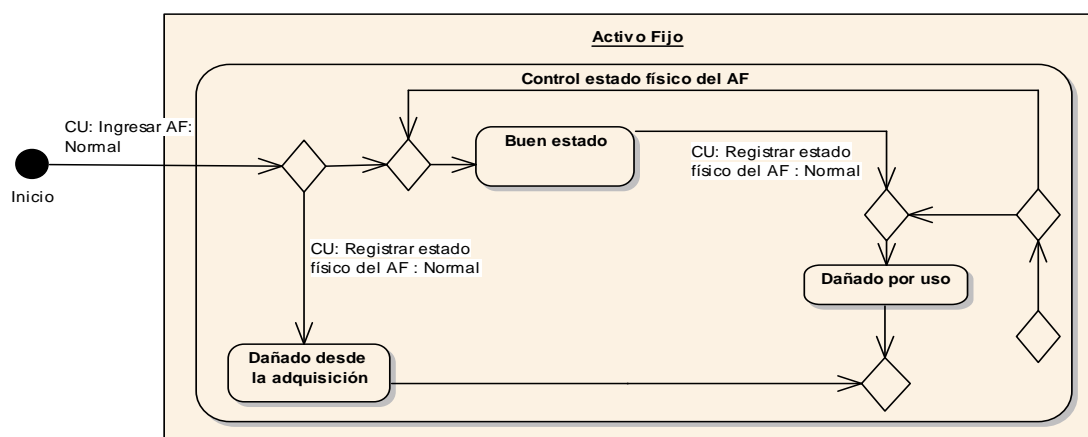 Activo Fijo
Control estado físico del AF
CU: Ingresar AF:
Normal
Inicio
Buen estado
CU: Registrar estado
físico del AF : Normal
CU: Registrar estado
físico del AF : Normal
Dañado por uso
Dañado desde
la adquisición